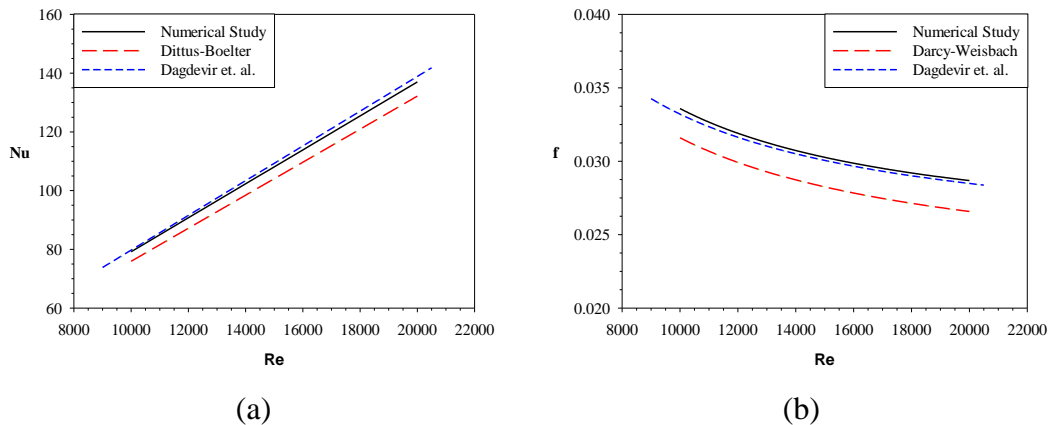 160
140
120
100
80
60
Nu
Numerical Study
Dittus-Boelter
Dagdevir et. al.
8000 10000 12000 14000 16000 18000 20000 22000
Re
(a)
0.040
0.035
0.030
0.025
0.020
f
Numerical Study
Darcy-Weisbach
Dagdevir et. al.
8000 10000 12000 14000 16000 18000 20000 22000
Re
(b)